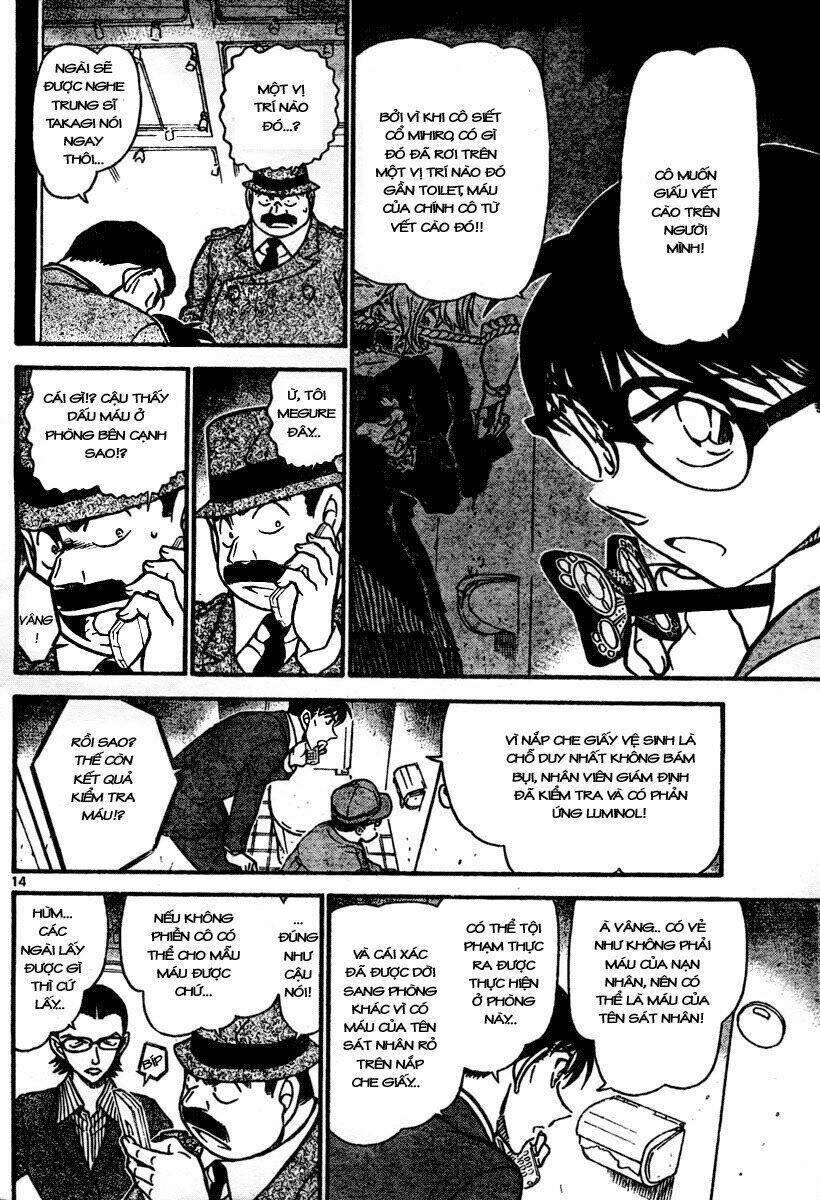 CÔ MUỐN
GIẤU VẾT
CÀO TRÊN
NGƯỜI
MÌNH!
BỞI VÌ KHI CÔ SIẾT
CỔ MIHIRO, CÓ GÌ
ĐÓ ĐÃ RƠI TRÊN
MỘT VỊ TRÍ NÀO ĐÓ
GẦN TOILET, MÁU
CỦA CHÍNH CÔ TỪ
VẾT CÀO ĐÓ!!
MỘT VỊ
TRÍ NÀO
ĐÓ...?
NGÀI SẼ
ĐƯỢC NGHE
TRUNG SĨ
TAKAGI NÓI
NGAY
THÔI...
Ừ, TÔI
MEGURE
ĐÂY..
CÁI GÌ!? CẬU THẤY
DẤU MÁU Ở
PHÒNG BÊN CẠNH
SAO!?
VÂNG
!
VÌ NẮP CHE GIẤY VỆ SINH LÀ
CHỖ DUY NHẤT KHÔNG BÁM
BỤI, NHÂN VIÊN GIÁM ĐỊNH
ĐÃ KIỂM TRA VÀ CÓ PHẢN
ỨNG LUMINOL!
RỒI SAO?
THẾ CÒN
KẾT QUẢ
KIỂM TRA
MÁU!?
14
À VÂNG.. CÓ VẺ
NHƯ KHÔNG PHẢI
MÁU CỦA NẠN
NHÂN, NÊN CÓ
THỂ LÀ MÁU CỦA
TÊN SÁT NHÂN!
CÓ THỂ TỘI
PHẠM THỰC
RA ĐƯỢC
THỰC HIỆN
Ở PHÒNG
NÀY...
VÀ CÁI XÁC
ĐÃ ĐƯỢC DỜI
SANG PHÒNG
KHÁC VÌ CÓ
MÁU CỦA TÊN
SÁT NHÂN RỎ
TRÊN NẮP
CHE GIẤY..
...
ĐÚNG
NHƯ
CẬU
NÓI!
NẾU KHÔNG
PHIỀN CÔ CÓ
THỂ CHO MẪU
MÁU ĐƯỢC
CHỨ...
BÍP
HỪM...
CÁC
NGÀI LẤY
ĐƯỢC GÌ
THÌ CỨ
LẤY...